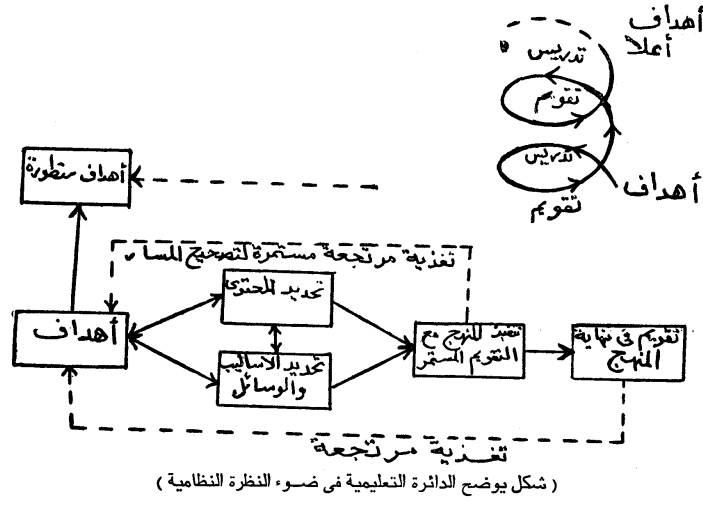 أهداف
أعلا
تدريس
تقويم
تدريس
أهداف
تقويم
أهداف متطورة
تغذية مرتجعة مستمرة لتصحيح المسار
تحديد المحتوى
أهداف
تنفيذ المنهج مع
التقويم المستمر
تقويم فى نهاية
المنهج
تحديد الاساليب
والوسائل
تغذية مرتجعة
( شكل يوضح الدائرة التعليمية فى ضوء النظرة النظامية )